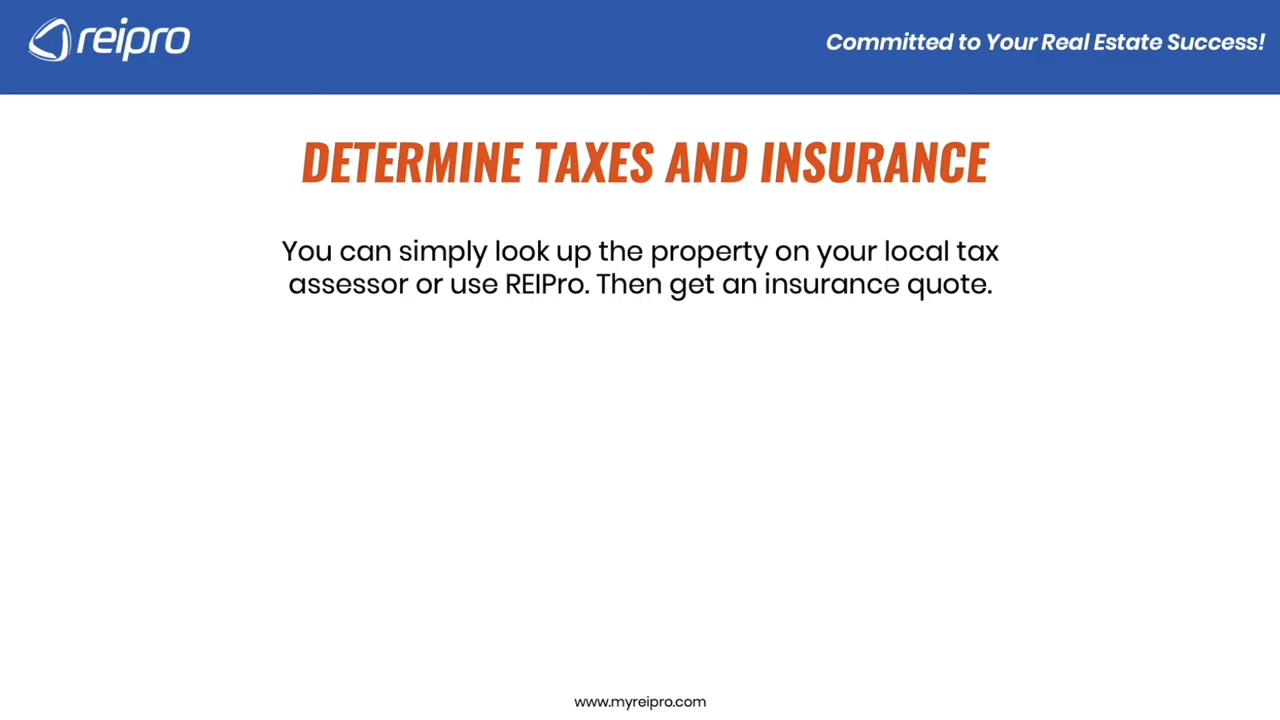 reipro
Committed to Your Real Estate Success!
DETERMINE TAXES AND INSURANCE
You can simply look up the property on your local tax
assessor or use REIPro. Then get an insurance quote.
www.myreipro.com